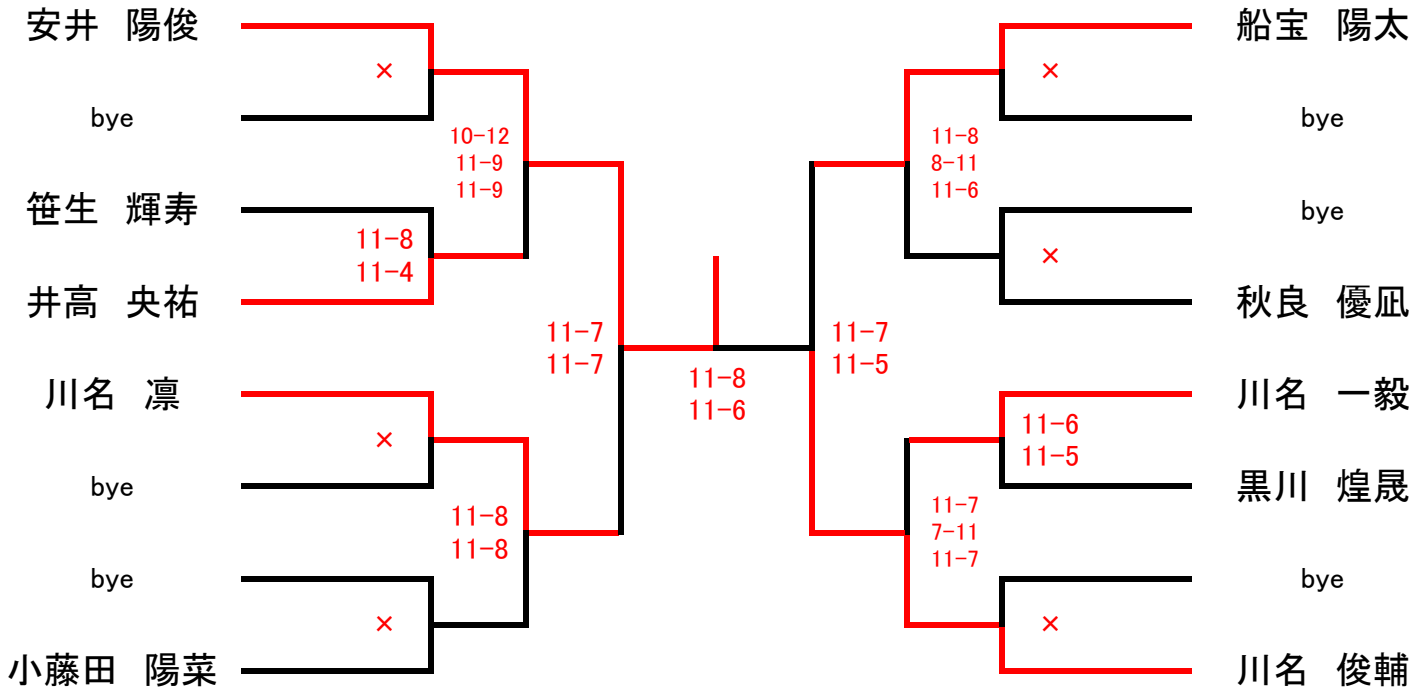 安井 陽俊
×
bye
10-12
11-9
11-9
笹生 輝寿
11-8
11-4
井高 央祐
11-7
11-7
川名 凛
×
bye
11-8
11-8
bye
×
小藤田 陽菜
11-8
11-6
船宝 陽太
×
bye
11-8
8-11
11-6
bye
×
秋良 優凪
11-7
11-5
川名 一毅
11-6
11-5
黒川 煌晟
11-7
7-11
11-7
bye
×
川名 俊輔